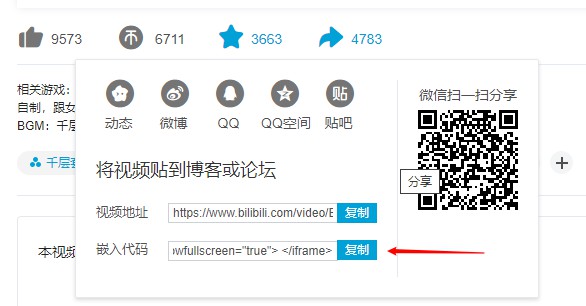 9573 6711 3663 4783
相关游戏:
自制，跟女
BGM：千层
千层套
动态 微博 QQ QQ空间 贴吧
贴
微信扫一扫分享
将视频贴到博客或论坛
分享
视频地址 https://www.bilibili.com/video/E 复制
嵌入代码 wfullscreen="true"> </iframe> 复制
本视频